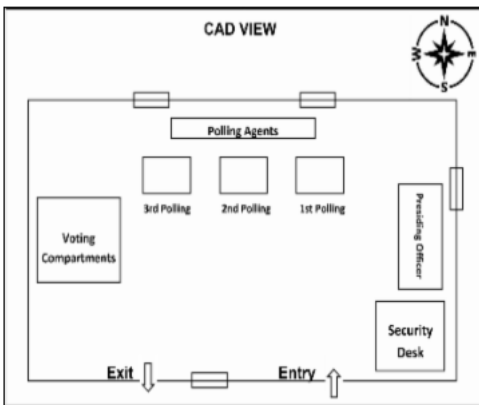 CAD VIEW
N
W
E
S
Polling Agents
3rd Polling
2nd Polling
1st Polling
Voting
Compartments
Presiding Officer
Security
Desk
Exit
Entry